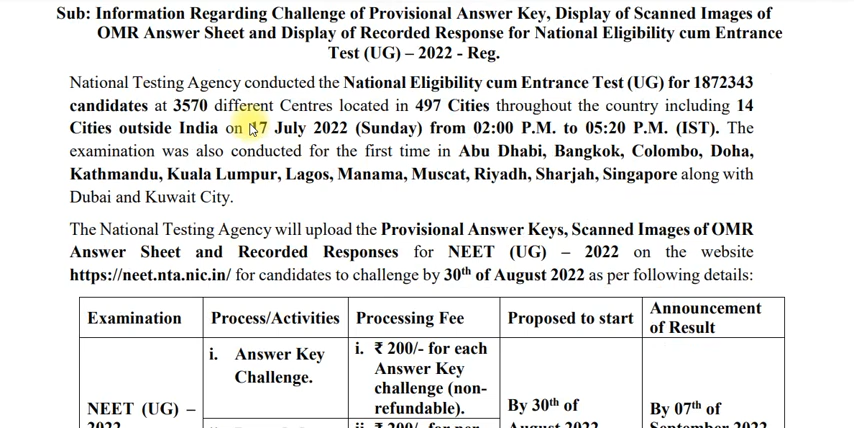 Sub: Information Regarding Challenge of Provisional Answer Key, Display of Scanned Images of
OMR Answer Sheet and Display of Recorded Response for National Eligibility cum Entrance
Test (UG) – 2022 - Reg.
National Testing Agency conducted the National Eligibility cum Entrance Test (UG) for 1872343
candidates at 3570 different Centres located in 497 Cities throughout the country including 14
Cities outside India on 17 July 2022 (Sunday) from 02:00 P.M. to 05:20 P.M. (IST). The
examination was also conducted for the first time in Abu Dhabi, Bangkok, Colombo, Doha,
Kathmandu, Kuala Lumpur, Lagos, Manama, Muscat, Riyadh, Sharjah, Singapore along with
Dubai and Kuwait City.
The National Testing Agency will upload the Provisional Answer Keys, Scanned Images of OMR
Answer Sheet and Recorded Responses for NEET (UG) – 2022 on the website
https://neet.nta.nic.in/ for candidates to challenge by 30th of August 2022 as per following details:
Examination
Process/Activities
Processing Fee
Proposed to start
Announcement
of Result
NEET (UG) –
2022
i. Answer Key
Challenge.
i. ₹ 200/- for each
Answer Key
challenge (non-
refundable).
ii. ₹ 200/- for per
By 30th of
August 2022
By 07th of
September 2022